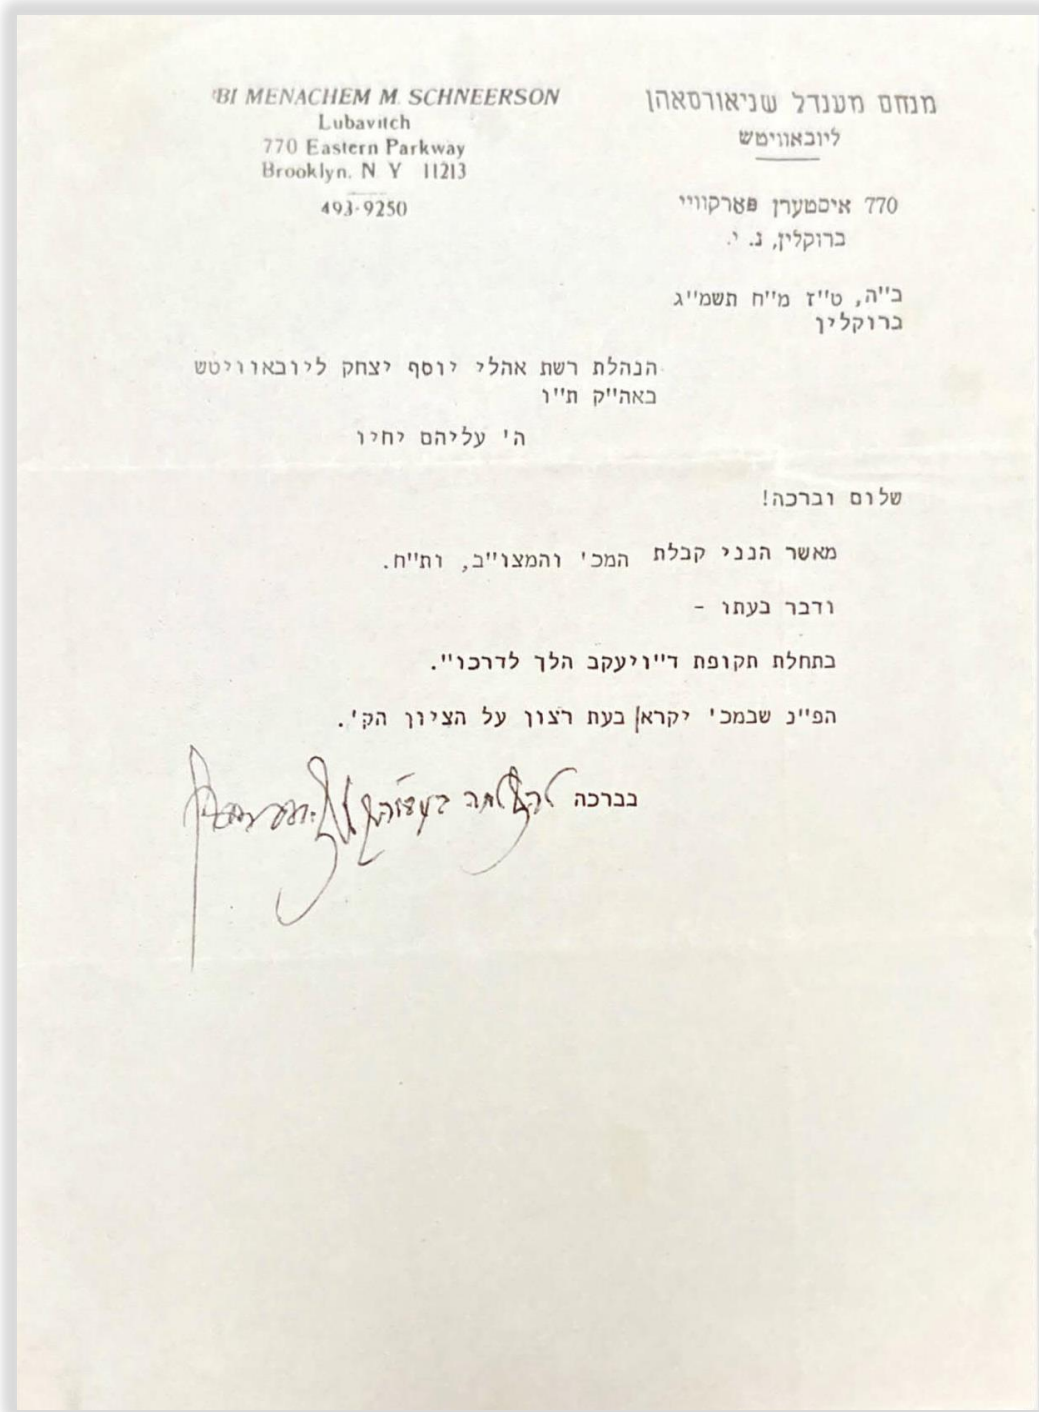 BI MENACHEM M. SCHNEERSON
Lubavitch
770 Eastern Parkway
Brooklyn, N. Y. 11213
493-9250
מנחם מענדל שניאורסאהן
ליובאוויטש
770 איסטערן פארקוויי
ברוקלין, נ. י.
ב"ה, ט"ז מ"ח תשמ"ג
ברוקלין
הנהלת רשת אהלי יוסף יצחק ליובאוויטש
באה"ק ת"ו
ה' עליהם יחיו
שלום וברכה!
מאשר הנני קבלת המכ' והמצו"ב, ות"ח.
ודבר בעתו -
בתחלת תקופת ד"ויעקב הלך לדרכו".
הפ"נ שבמכ' יקרא בעת רצון על הציון הק'.
בברכה